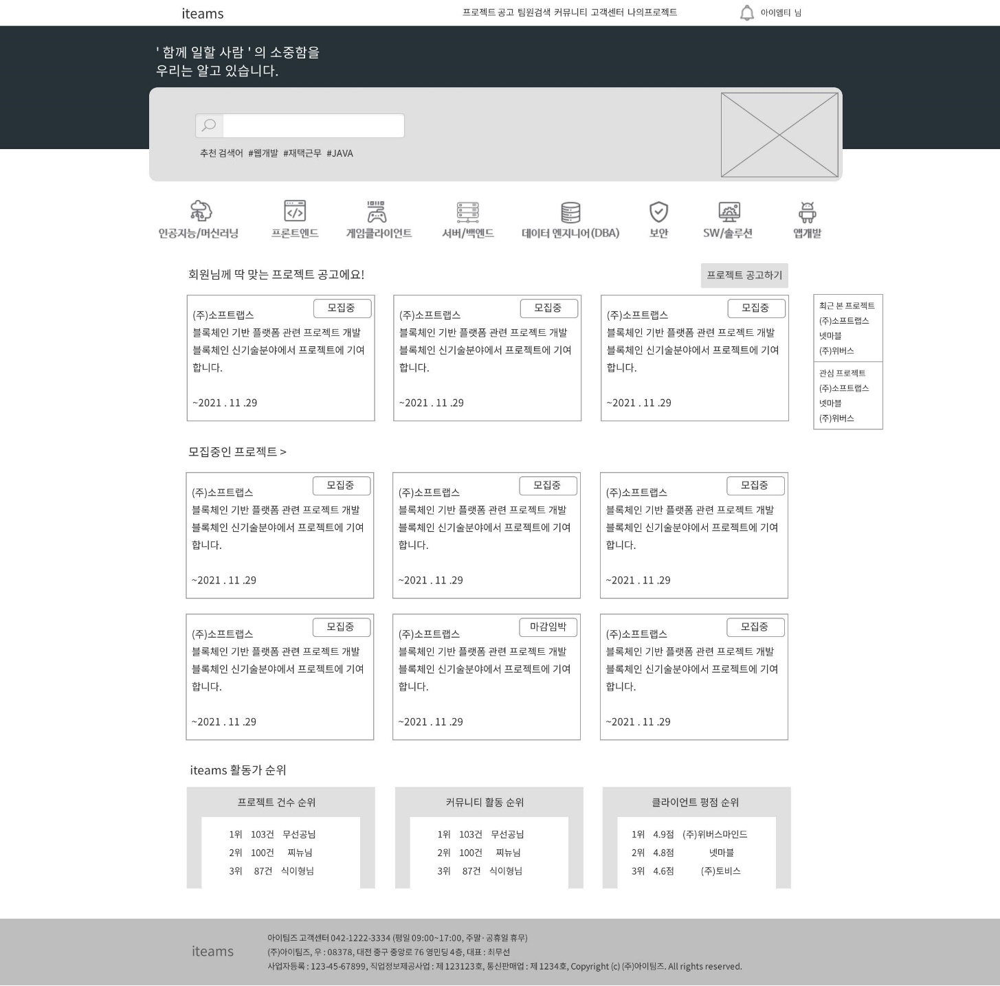 iteams
프로젝트 공고 팀원검색 커뮤니티 고객센터 나의프로젝트
아이엠티 님
' 함께 일할 사람 ' 의 소중함을
우리는 알고 있습니다.
추천 검색어 #웹개발 #재택근무 #JAVA
인공지능/머신러닝
프론트엔드
게임클라이언트
서버/백엔드
데이터 엔지니어(DBA)
보안
SW/솔루션
앱개발
회원님께 딱 맞는 프로젝트 공고에요!
프로젝트 공고하기
모집중
(주)소프트랩스
블록체인 기반 플랫폼 관련 프로젝트 개발
블록체인 신기술분야에서 프로젝트에 기여
합니다.
~2021 . 11 .29
모집중
(주)소프트랩스
블록체인 기반 플랫폼 관련 프로젝트 개발
블록체인 신기술분야에서 프로젝트에 기여
합니다.
~2021 . 11 .29
모집중
(주)소프트랩스
블록체인 기반 플랫폼 관련 프로젝트 개발
블록체인 신기술분야에서 프로젝트에 기여
합니다.
~2021 . 11 .29
최근 본 프로젝트
(주)소프트랩스
넷마블
(주)위버스
관심 프로젝트
(주)소프트랩스
넷마블
(주)위버스
모집중인 프로젝트 >
모집중
(주)소프트랩스
블록체인 기반 플랫폼 관련 프로젝트 개발
블록체인 신기술분야에서 프로젝트에 기여
합니다.
~2021 . 11 .29
모집중
(주)소프트랩스
블록체인 기반 플랫폼 관련 프로젝트 개발
블록체인 신기술분야에서 프로젝트에 기여
합니다.
~2021 . 11 .29
모집중
(주)소프트랩스
블록체인 기반 플랫폼 관련 프로젝트 개발
블록체인 신기술분야에서 프로젝트에 기여
합니다.
~2021 . 11 .29
모집중
(주)소프트랩스
블록체인 기반 플랫폼 관련 프로젝트 개발
블록체인 신기술분야에서 프로젝트에 기여
합니다.
~2021 . 11 .29
마감임박
(주)소프트랩스
블록체인 기반 플랫폼 관련 프로젝트 개발
블록체인 신기술분야에서 프로젝트에 기여
합니다.
~2021 . 11 .29
모집중
(주)소프트랩스
블록체인 기반 플랫폼 관련 프로젝트 개발
블록체인 신기술분야에서 프로젝트에 기여
합니다.
~2021 . 11 .29
iteams 활동가 순위
프로젝트 건수 순위
1위 103건 무선공님
2위 100건 찌뉴님
3위 87건 식이형님
커뮤니티 활동 순위
1위 103건 무선공님
2위 100건 찌뉴님
3위 87건 식이형님
클라이언트 평점 순위
1위 4.9점 (주)위버스마인드
2위 4.8점 넷마블
3위 4.6점 (주)토비스
iteams
아이팀즈 고객센터 042-1222-3334 (평일 09:00~17:00, 주말 · 공휴일 휴무)
(주)아이팀즈, 우 : 08378, 대전 중구 중앙로 76 영민딩 4층, 대표 : 최무선
사업자등록 : 123-45-67899, 직업정보제공사업 : 제 123123호, 통신판매업 : 제 1234호, Copyright (c) (주)아이팀즈. All rights reserved.